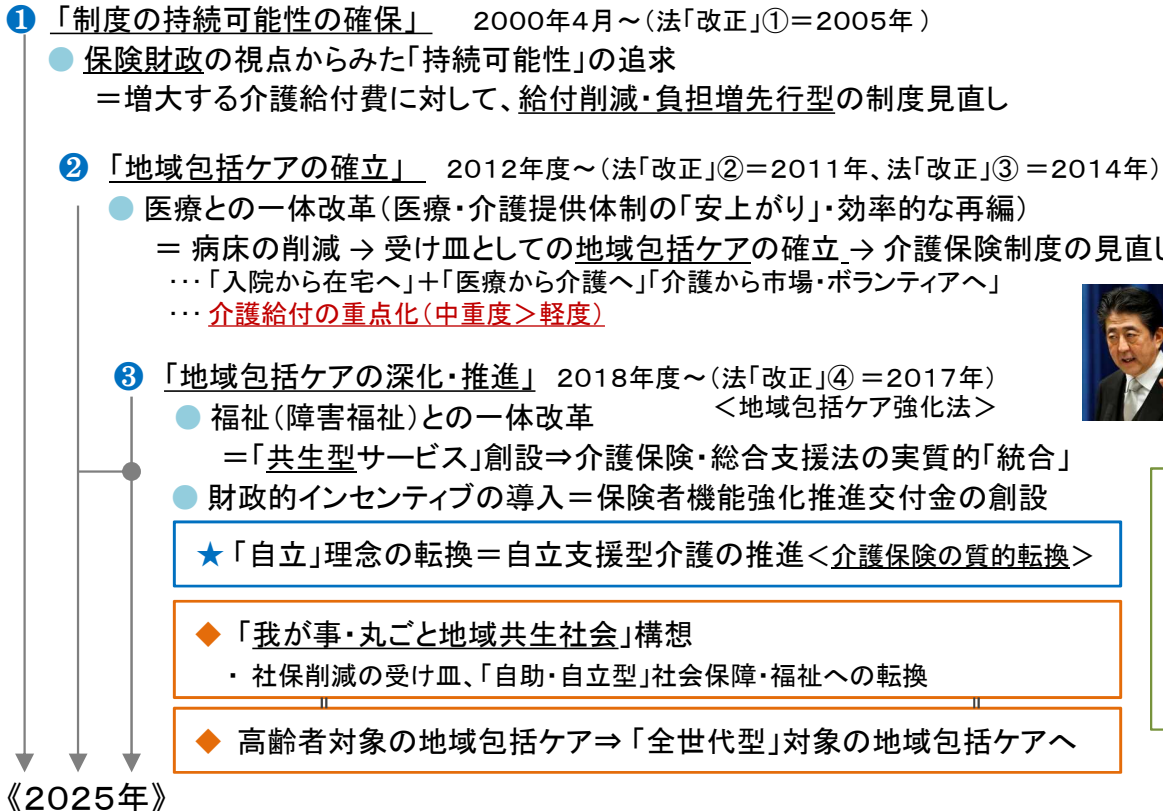 ❶ 「制度の持続可能性の確保」 2000年4月~(法「改正」①=2005年)
● 保険財政の視点からみた「持続可能性」の追求
=増大する介護給付費に対して、給付削減・負担増先行型の制度見直し
❷ 「地域包括ケアの確立」 2012年度~(法「改正」②=2011年、法「改正」③=2014年)
● 医療との一体改革(医療・介護提供体制の「安上がり」・効率的な再編)
= 病床の削減 → 受け皿としての地域包括ケアの確立 → 介護保険制度の見直し
…「入院から在宅へ」+「医療から介護へ」「介護から市場・ボランティアへ」
… 介護給付の重点化(中重度>軽度)
❸ 「地域包括ケアの深化・推進」 2018年度~(法「改正」④=2017年)
<地域包括ケア強化法>
● 福祉(障害福祉)との一体改革
=「共生型サービス」創設⇒介護保険・総合支援法の実質的「統合」
● 財政的インセンティブの導入=保険者機能強化推進交付金の創設
★「自立」理念の転換=自立支援型介護の推進<介護保険の質的転換>
◆ 「我が事・丸ごと地域共生社会」構想
・ 社保削減の受け皿、「自助・自立型」社会保障・福祉への転換
◆ 高齢者対象の地域包括ケア⇒「全世代型」対象の地域包括ケアへ
《2025年》